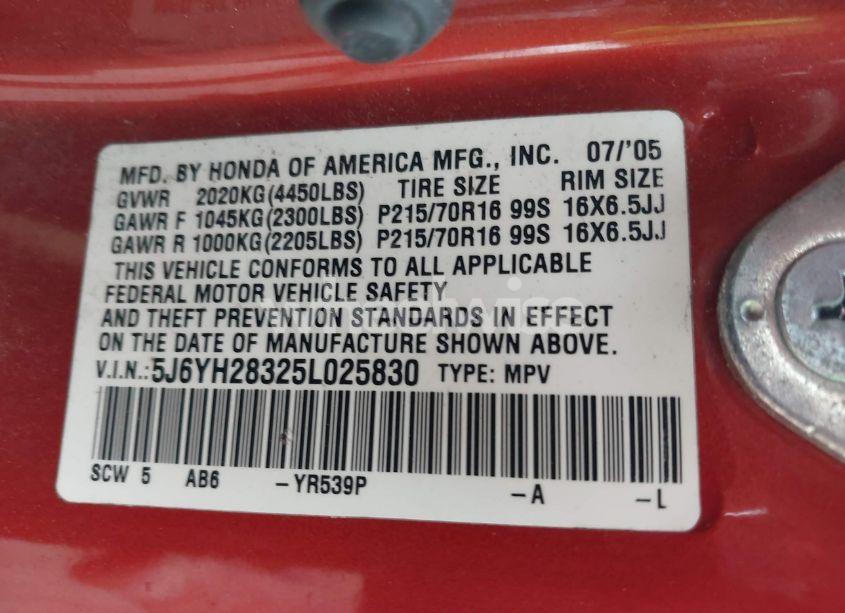 MFD. BY HONDA OF AMERICA MFG., INC. 07/'05
GVWR 2020KG(4450LBS) TIRE SIZE RIM SIZE
GAWR F 1045KG(2300LBS) P215/70R16 99S 16X6.5JJ
GAWR R 1000KG(2205LBS) P215/70R16 99S 16X6.5JJ
THIS VEHICLE CONFORMS TO ALL APPLICABLE
FEDERAL MOTOR VEHICLE SAFETY
AND THEFT PREVENTION STANDARDS IN EFFECT
ON THE DATE OF MANUFACTURE SHOWN ABOVE.
V.I.N.:5J6YH28325L025830 TYPE: MPV
SCW 5 AB6 -YR539P -A -L